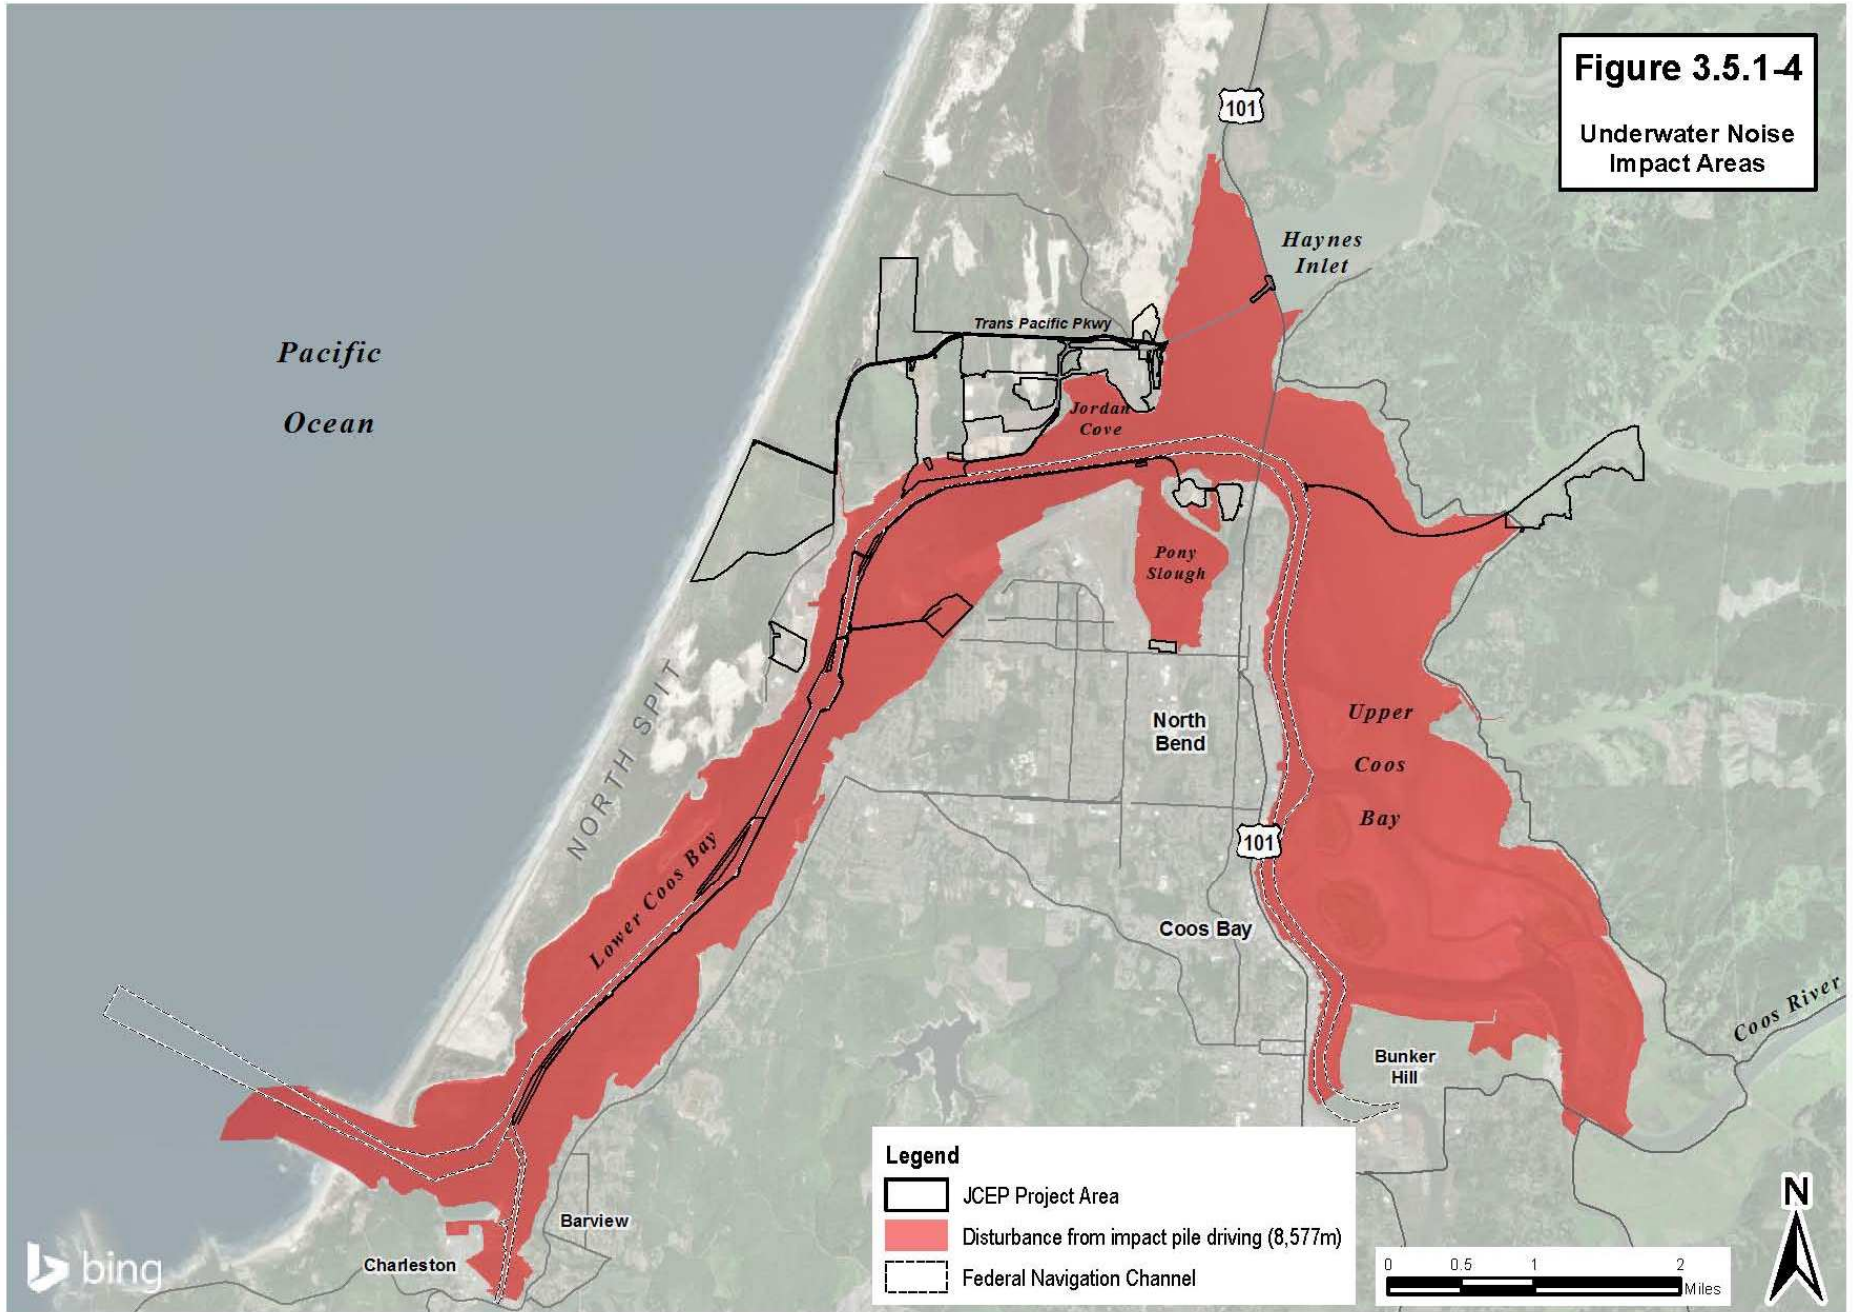 Figure 3.5.1-4
Underwater Noise
Impact Areas
101
Haynes
Inlet
Trans Pacific Pkwy
Pacific
Ocean
Jordan
Cove
Pony
Slough
NORTH SPIT
North
Bend
Upper
Coos
Bay
101
Lower Coos Bay
Coos Bay
Coos River
Bunker
Hill
Barview
Charleston
bing
Legend
JCEP Project Area
Disturbance from impact pile driving (8,577m)
Federal Navigation Channel
0 0.5 1 2
Miles
N